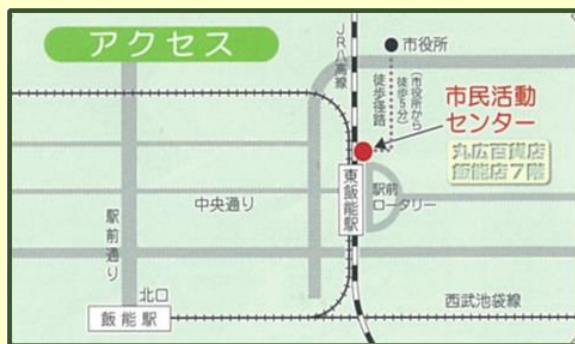 アクセス
JR八高線
市役所
(市役所から
徒歩5分)
徒歩径路
市民活動
センター
丸広百貨店
飯能店7階
東飯能駅
駅前
ロータリー
中央通り
駅前通り
北口
飯能駅
西武池袋線